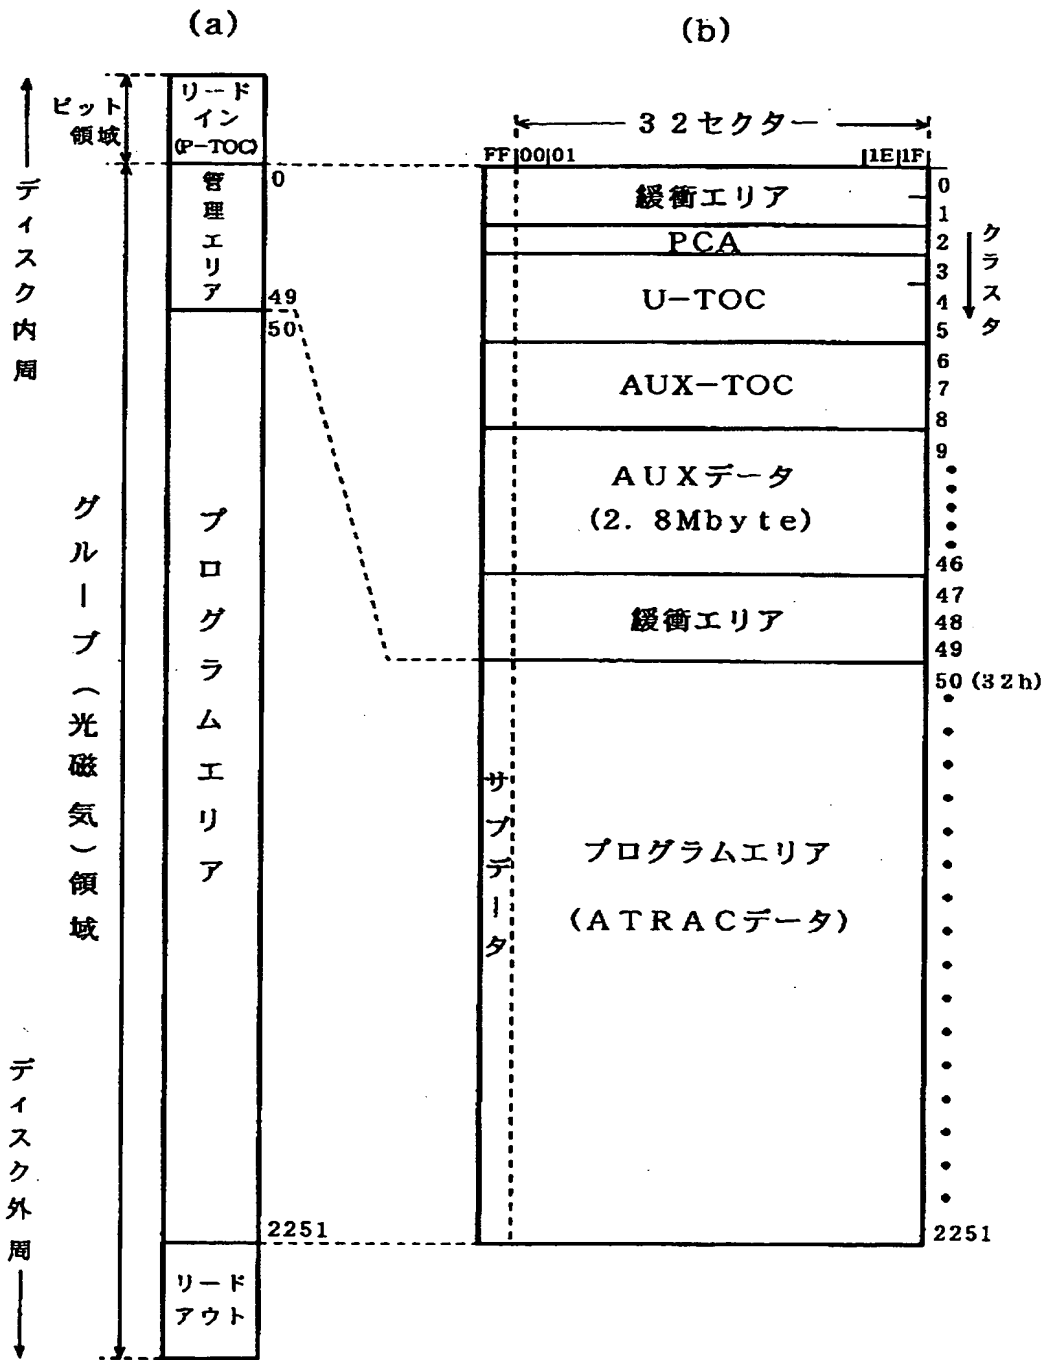 (a)
ディスク内周
ディスク外周
ピット
領域
グルーブ(光磁気)領域
リード
イン
(P-TOC)
管理エリア
0
49
50
プログラムエリア
2251
リード
アウト
(b)
32セクター
FF 00 01 1E 1F
緩衝エリア
0
1
PCA
2
U-TOC
3
4
5
クラスタ
AUX-TOC
6
7
8
AUXデータ
(2. 8Mbyte)
9
46
緩衝エリア
47
48
49
50 (32h)
サブデータ
プログラムエリア
(ATRACデータ)
2251